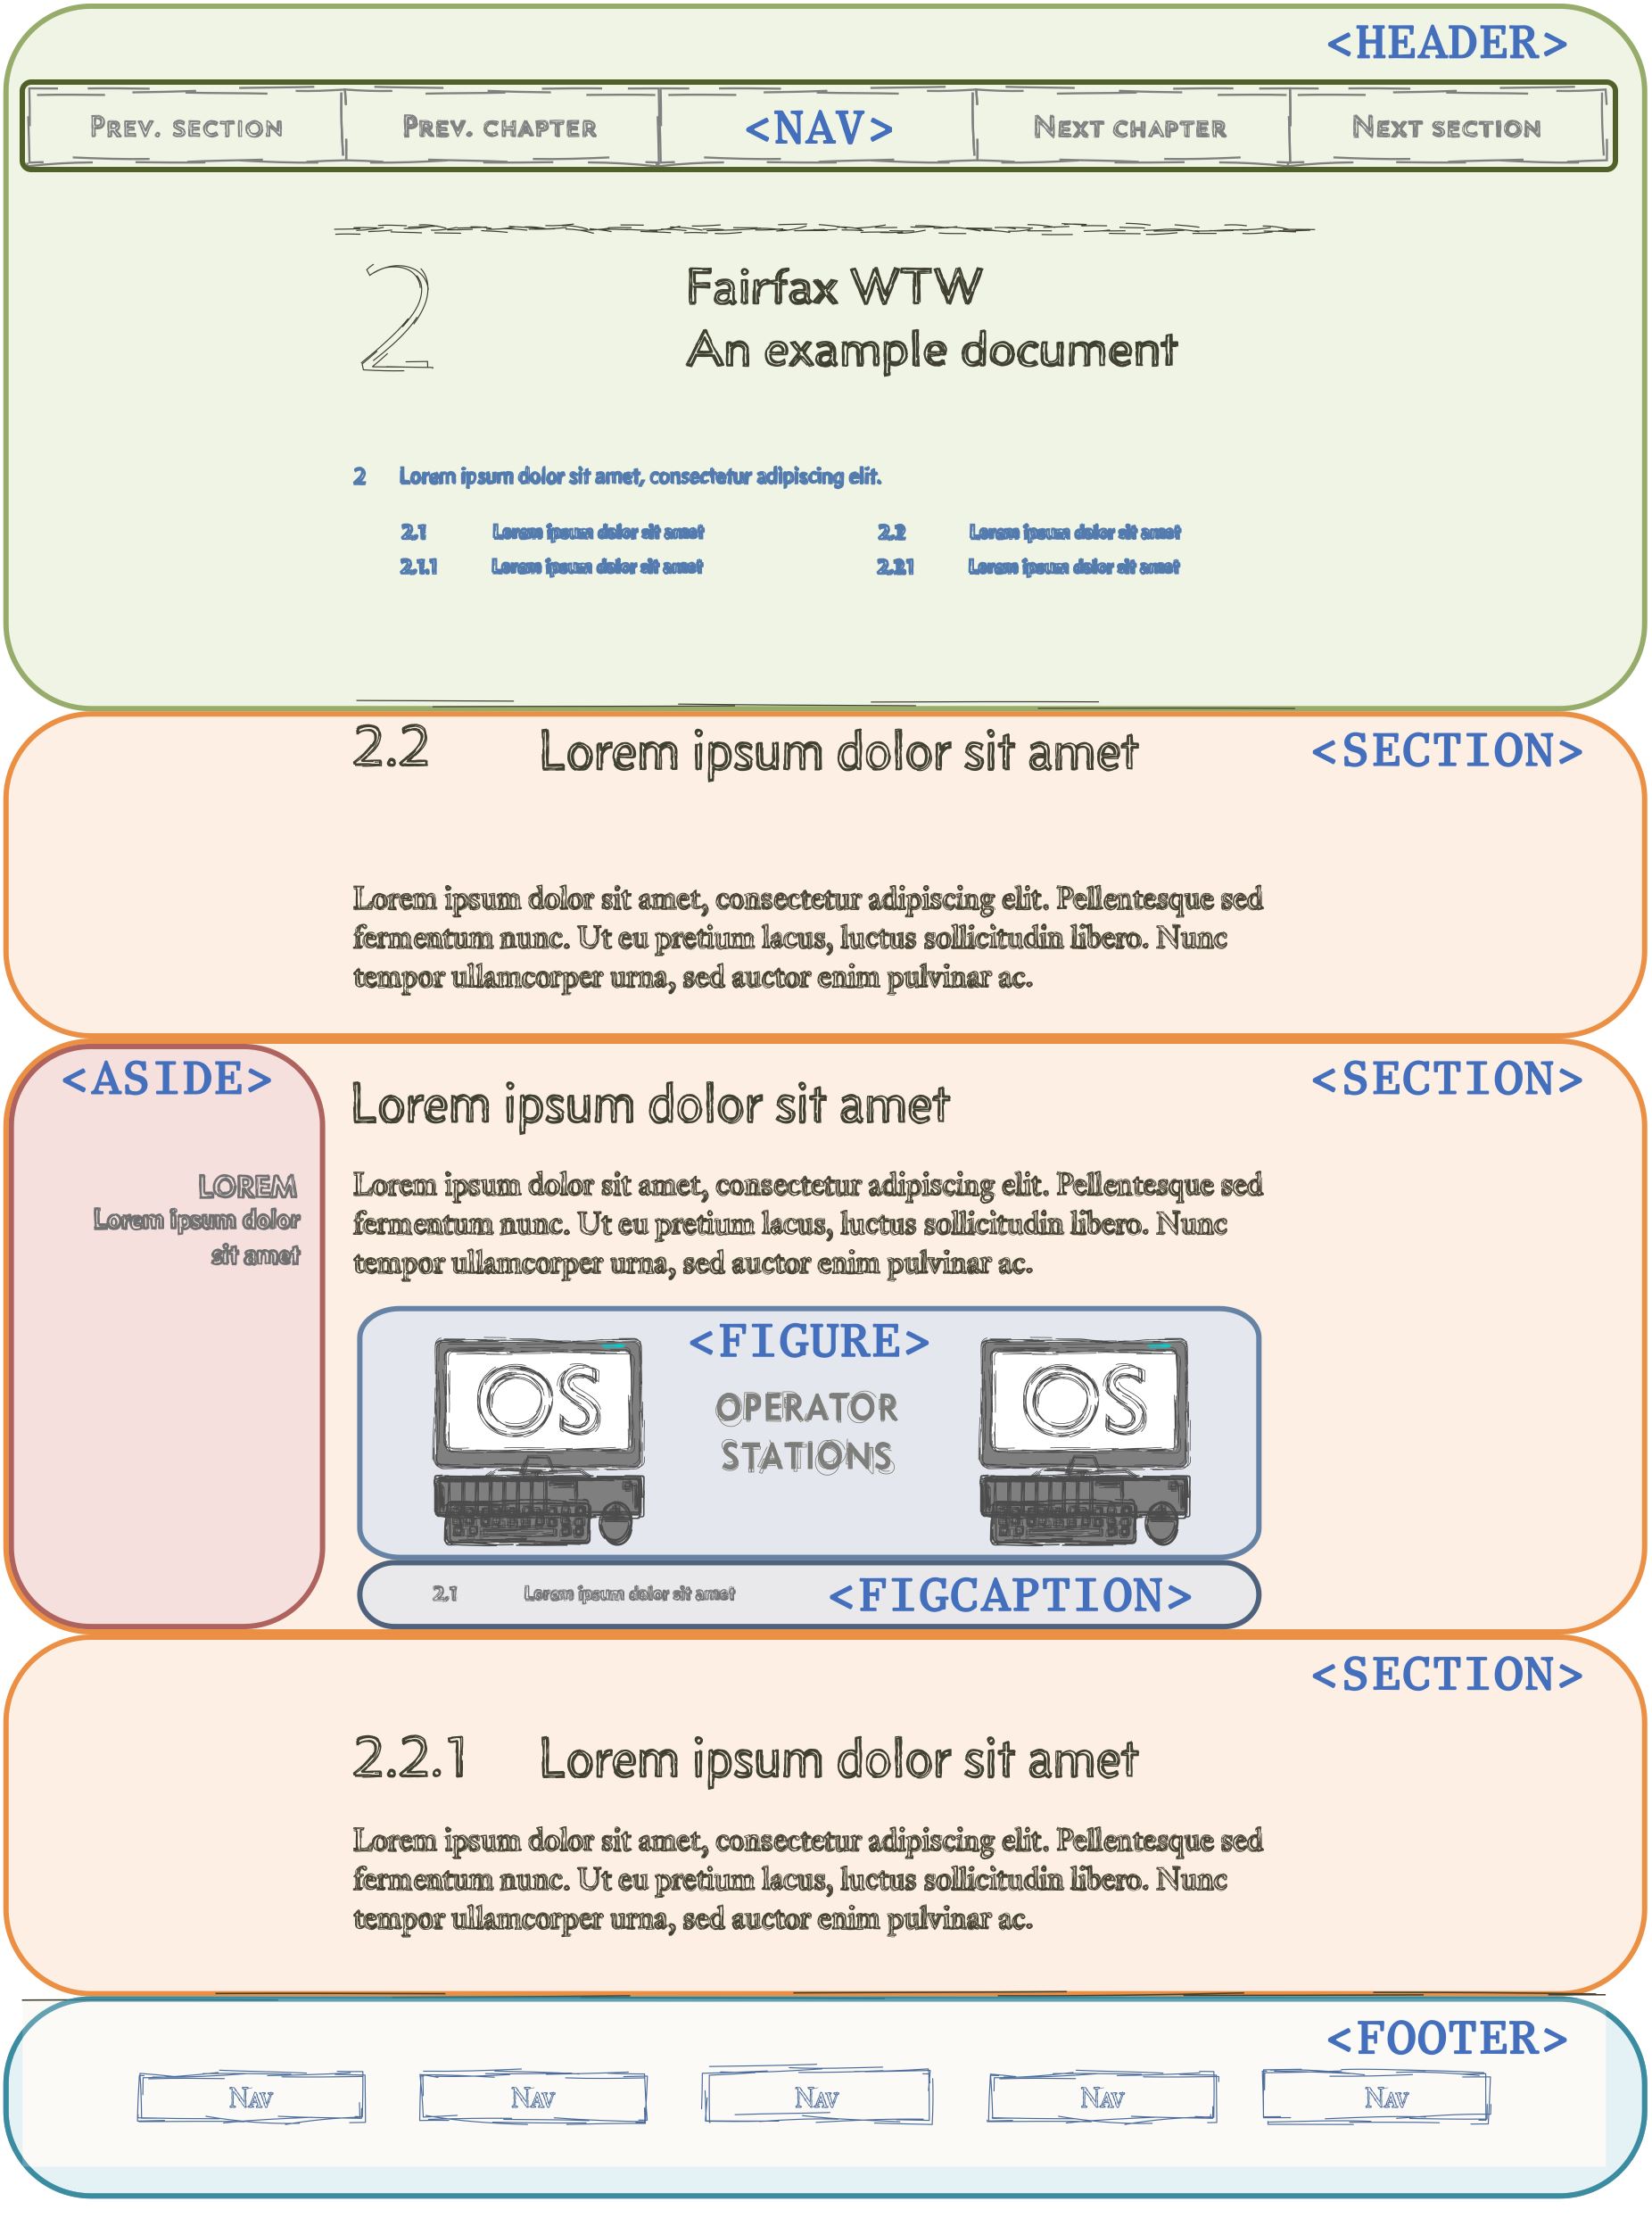 <HEADER>
PREV. SECTION PREV. CHAPTER <NAV> NEXT CHAPTER NEXT SECTION
2 Fairfax WTW
An example document
2 Lorem ipsum dolor sit amet, consectetur adipiscing elit.
2.1 Lorem ipsum dolor sit amet 2.2 Lorem ipsum dolor sit amet
2.1.1 Lorem ipsum dolor sit amet 2.2.1 Lorem ipsum dolor sit amet
2.2 Lorem ipsum dolor sit amet <SECTION>
Lorem ipsum dolor sit amet, consectetur adipiscing elit. Pellentesque sed
fermentum nunc. Ut eu pretium lacus, luctus sollicitudin libero. Nunc
tempor ullamcorper urna, sed auctor enim pulvinar ac.
<ASIDE> <SECTION>
Lorem ipsum dolor sit amet
LOREM
Lorem ipsum dolor
sit amet
Lorem ipsum dolor sit amet, consectetur adipiscing elit. Pellentesque sed
fermentum nunc. Ut eu pretium lacus, luctus sollicitudin libero. Nunc
tempor ullamcorper urna, sed auctor enim pulvinar ac.
<FIGURE>
OS OPERATOR OS
STATIONS
2.1 Lorem ipsum dolor sit amet <FIGCAPTION>
<SECTION>
2.2.1 Lorem ipsum dolor sit amet
Lorem ipsum dolor sit amet, consectetur adipiscing elit. Pellentesque sed
fermentum nunc. Ut eu pretium lacus, luctus sollicitudin libero. Nunc
tempor ullamcorper urna, sed auctor enim pulvinar ac.
<FOOTER>
NAV NAV NAV NAV NAV